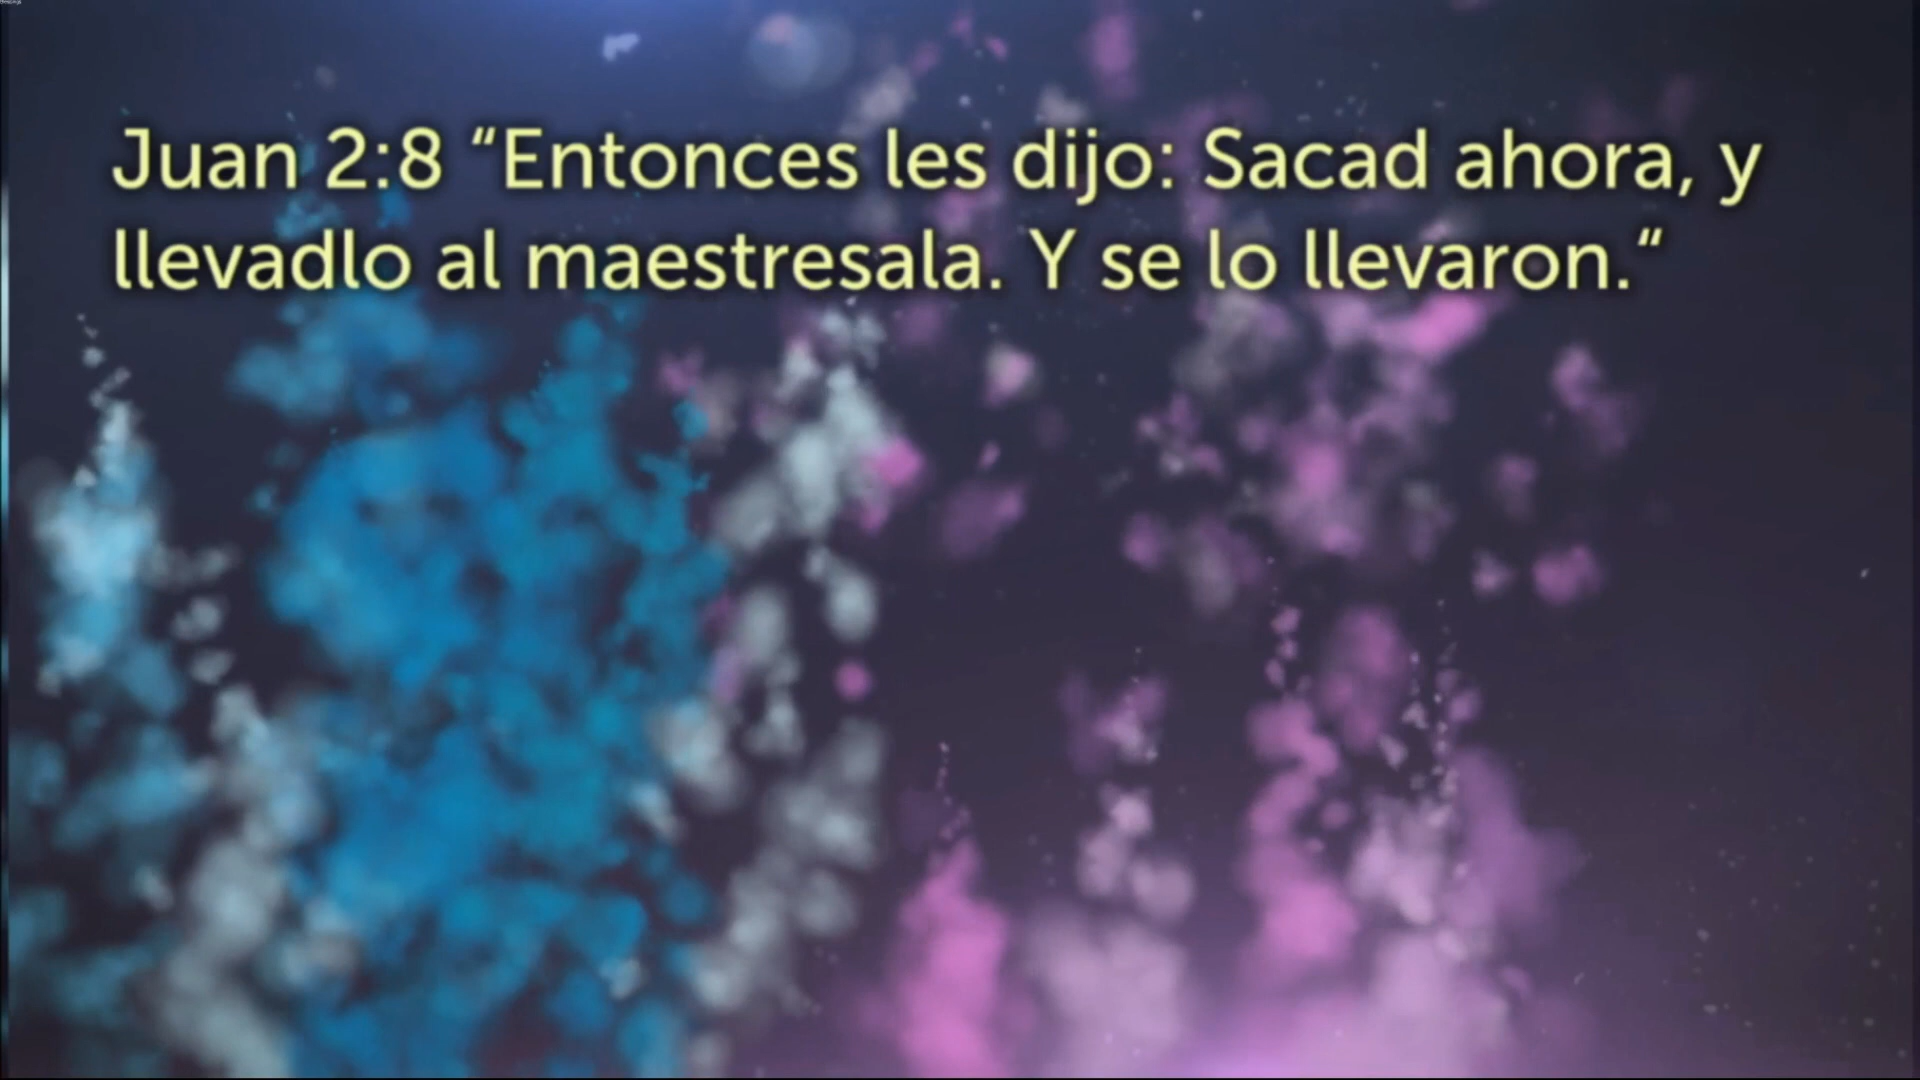 Juan 2:8 “Entonces les dijo: Sacad ahora, y
llevadlo al maestresala. Y se lo llevaron.“